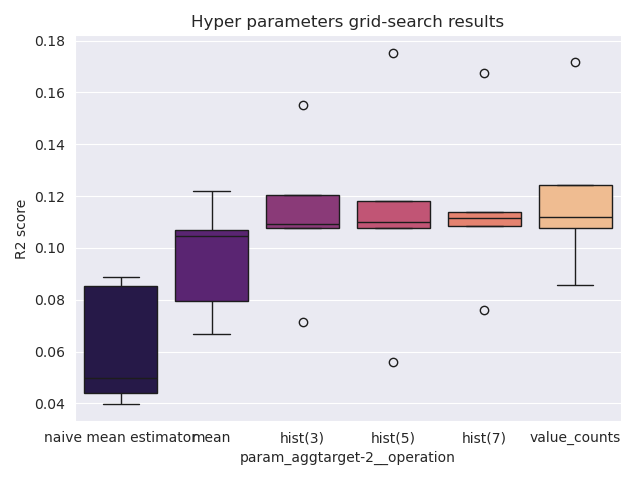 Hyper parameters grid-search results
R2 score
0.18
0.16
0.14
0.12
0.10
0.08
0.06
0.04
naive mean estimator mean hist(3) hist(5) hist(7) value_counts
param_aggtarget-2__operation